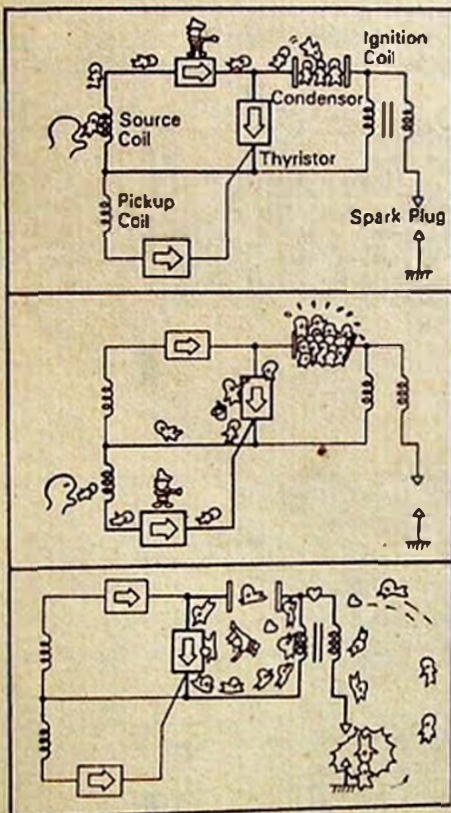 Ignition
Coil
Condensor
Source
Coil
Thyristor
Pickup
Coil
Spark Plug